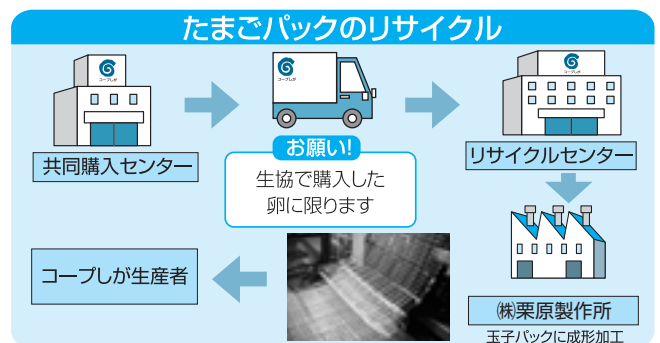 たまごパックのリサイクル
コープしが
コープしが
コープしが
共同購入センター
お願い!
生協で購入した
卵に限ります
リサイクルセンター
コープしが生産者
㈱栗原製作所
玉子パックに成形加工